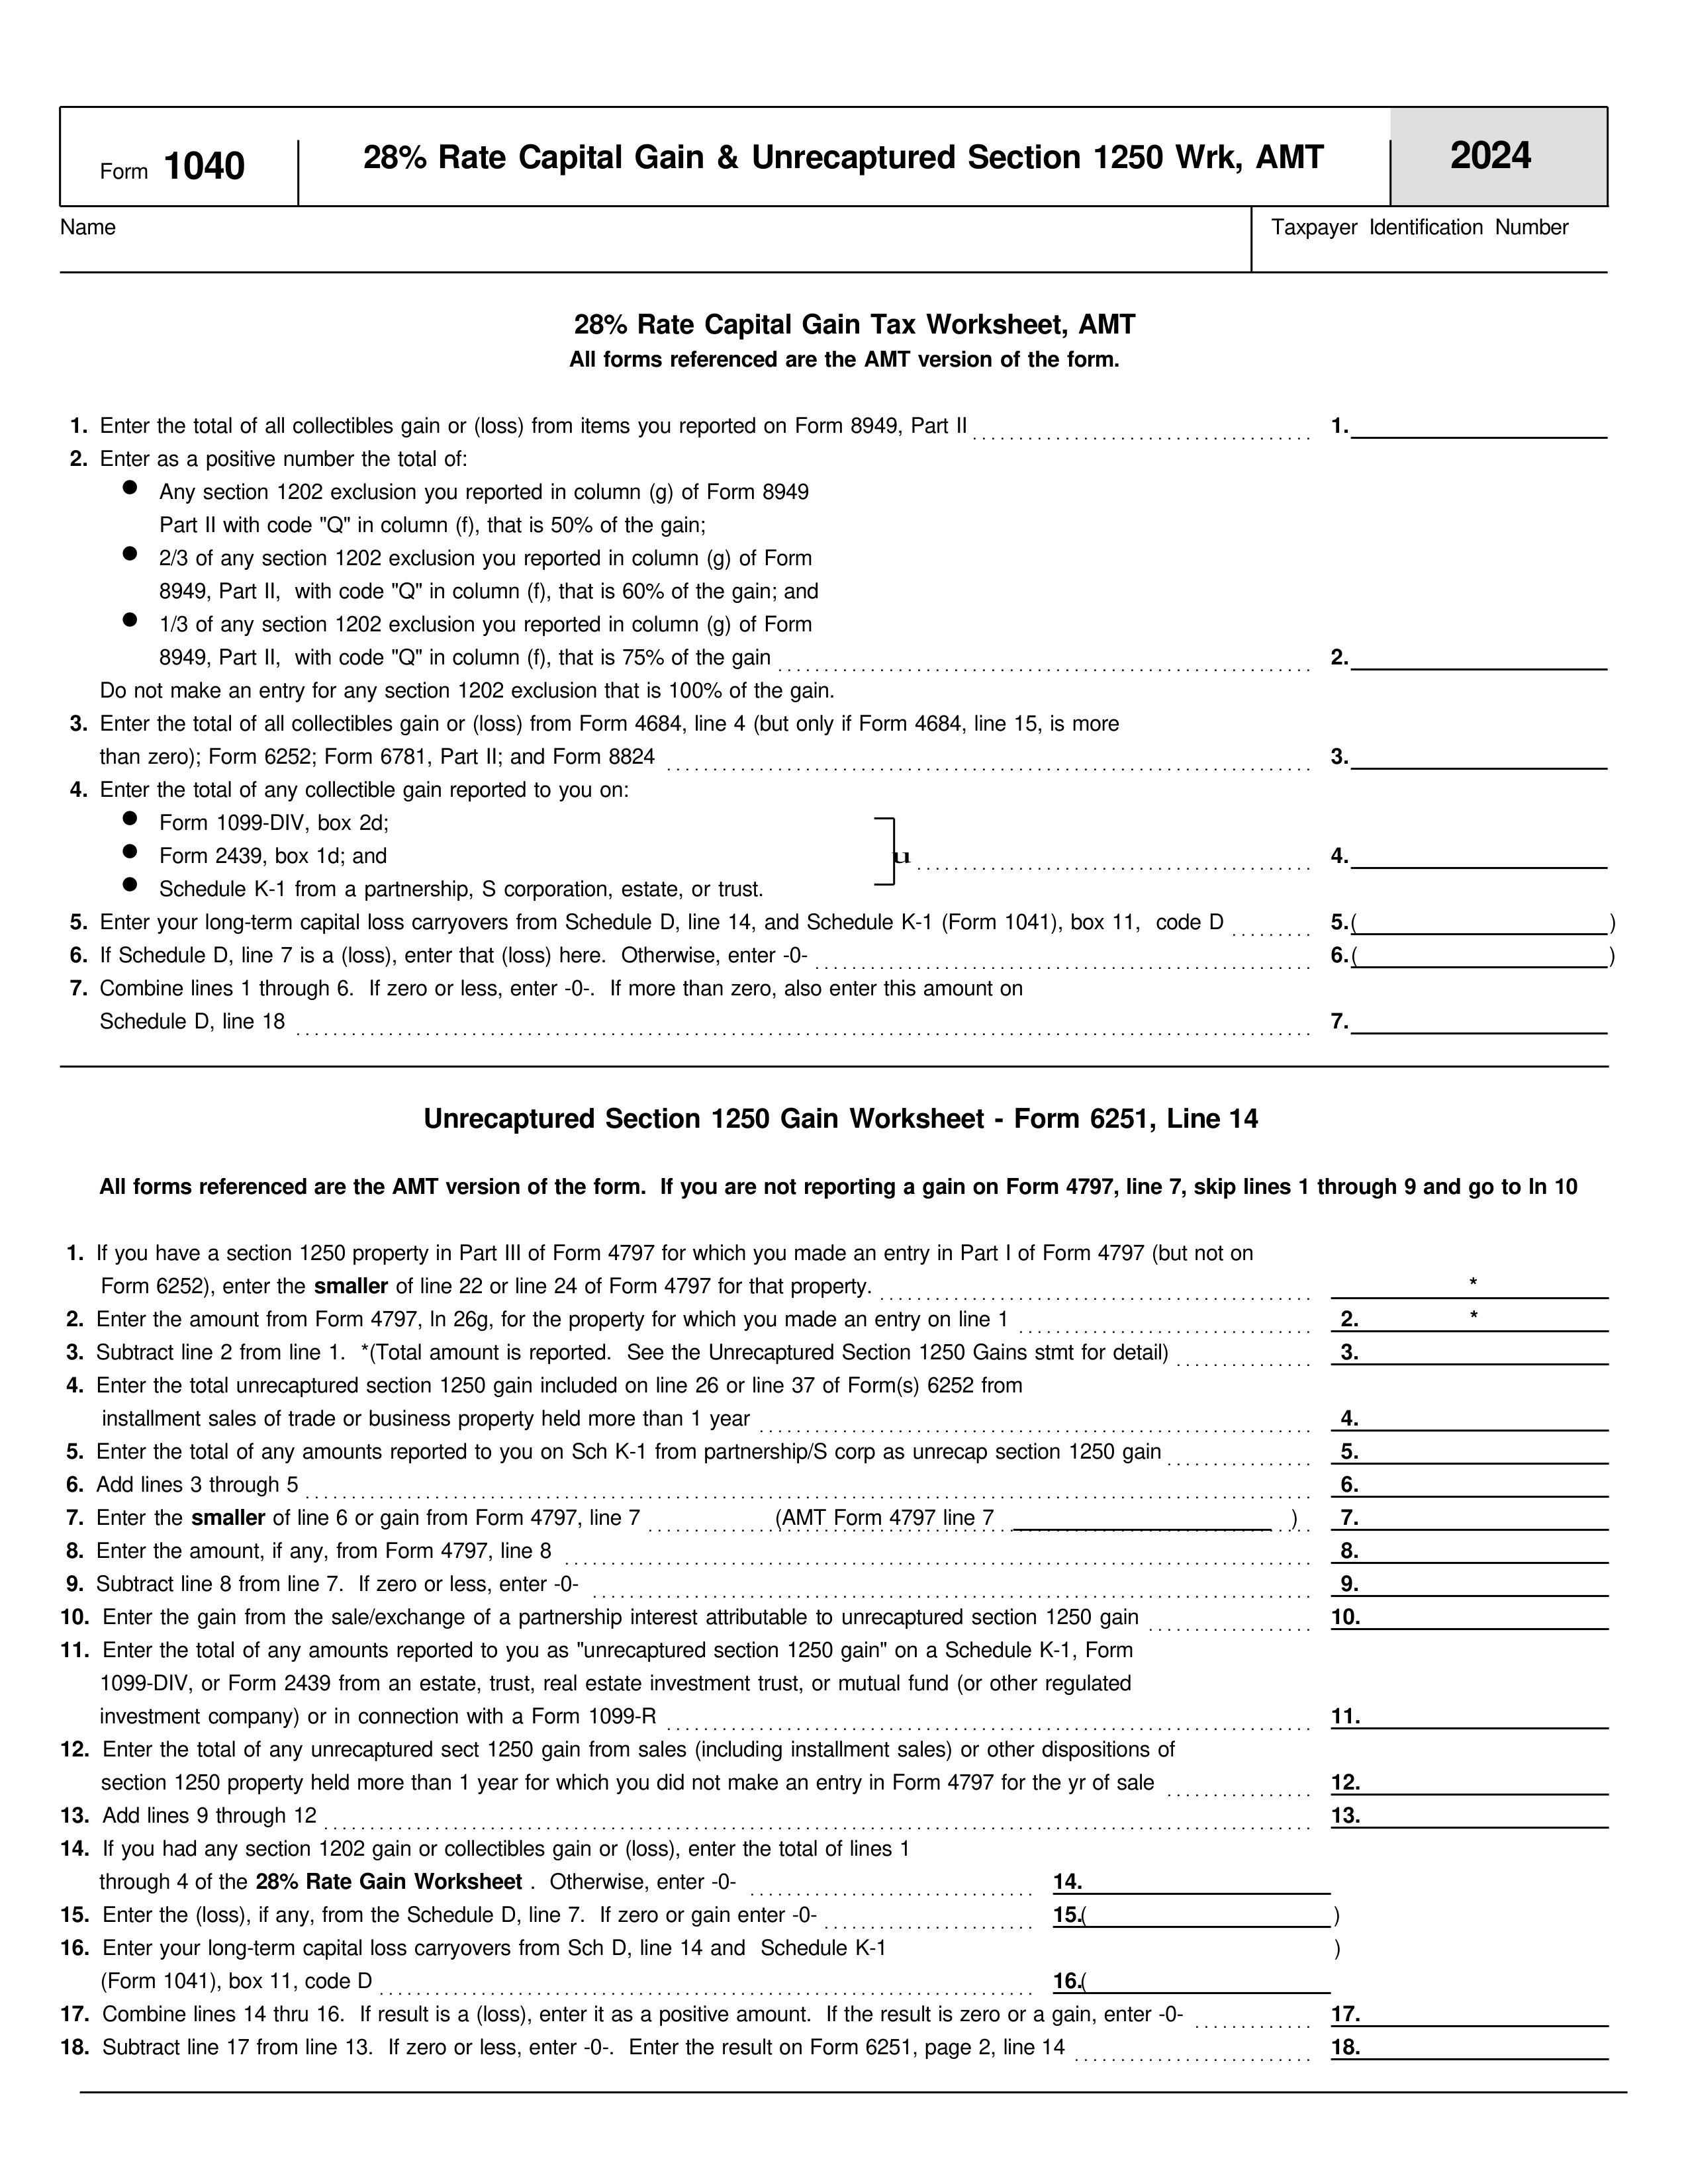 Form 1040
28% Rate Capital Gain & Unrecaptured Section 1250 Wrk, AMT
2024
Name
Taxpayer Identification Number
28% Rate Capital Gain Tax Worksheet, AMT
All forms referenced are the AMT version of the form.
1. Enter the total of all collectibles gain or (loss) from items you reported on Form 8949, Part II 1.
2. Enter as a positive number the total of:
● Any section 1202 exclusion you reported in column (g) of Form 8949
Part II with code "Q" in column (f), that is 50% of the gain;
● 2/3 of any section 1202 exclusion you reported in column (g) of Form
8949, Part II, with code "Q" in column (f), that is 60% of the gain; and
● 1/3 of any section 1202 exclusion you reported in column (g) of Form
8949, Part II, with code "Q" in column (f), that is 75% of the gain 2.
Do not make an entry for any section 1202 exclusion that is 100% of the gain.
3. Enter the total of all collectibles gain or (loss) from Form 4684, line 4 (but only if Form 4684, line 15, is more
than zero); Form 6252; Form 6781, Part II; and Form 8824 3.
4. Enter the total of any collectible gain reported to you on:
● Form 1099-DIV, box 2d;
● Form 2439, box 1d; and u 4.
● Schedule K-1 from a partnership, S corporation, estate, or trust.
5. Enter your long-term capital loss carryovers from Schedule D, line 14, and Schedule K-1 (Form 1041), box 11, code D 5.( )
6. If Schedule D, line 7 is a (loss), enter that (loss) here. Otherwise, enter -0- 6.( )
7. Combine lines 1 through 6. If zero or less, enter -0-. If more than zero, also enter this amount on
Schedule D, line 18 7.
Unrecaptured Section 1250 Gain Worksheet - Form 6251, Line 14
All forms referenced are the AMT version of the form. If you are not reporting a gain on Form 4797, line 7, skip lines 1 through 9 and go to ln 10
1. If you have a section 1250 property in Part III of Form 4797 for which you made an entry in Part I of Form 4797 (but not on
Form 6252), enter the smaller of line 22 or line 24 of Form 4797 for that property. *
2. Enter the amount from Form 4797, ln 26g, for the property for which you made an entry on line 1 2. *
3. Subtract line 2 from line 1. *(Total amount is reported. See the Unrecaptured Section 1250 Gains stmt for detail) 3.
4. Enter the total unrecaptured section 1250 gain included on line 26 or line 37 of Form(s) 6252 from
installment sales of trade or business property held more than 1 year 4.
5. Enter the total of any amounts reported to you on Sch K-1 from partnership/S corp as unrecap section 1250 gain 5.
6. Add lines 3 through 5 6.
7. Enter the smaller of line 6 or gain from Form 4797, line 7 (AMT Form 4797 line 7 ) 7.
8. Enter the amount, if any, from Form 4797, line 8 8.
9. Subtract line 8 from line 7. If zero or less, enter -0- 9.
10. Enter the gain from the sale/exchange of a partnership interest attributable to unrecaptured section 1250 gain 10.
11. Enter the total of any amounts reported to you as "unrecaptured section 1250 gain" on a Schedule K-1, Form
1099-DIV, or Form 2439 from an estate, trust, real estate investment trust, or mutual fund (or other regulated
investment company) or in connection with a Form 1099-R 11.
12. Enter the total of any unrecaptured sect 1250 gain from sales (including installment sales) or other dispositions of
section 1250 property held more than 1 year for which you did not make an entry in Form 4797 for the yr of sale 12.
13. Add lines 9 through 12 13.
14. If you had any section 1202 gain or collectibles gain or (loss), enter the total of lines 1
through 4 of the 28% Rate Gain Worksheet . Otherwise, enter -0- 14.
15. Enter the (loss), if any, from the Schedule D, line 7. If zero or gain enter -0- 15.( )
16. Enter your long-term capital loss carryovers from Sch D, line 14 and Schedule K-1 )
(Form 1041), box 11, code D 16.(
17. Combine lines 14 thru 16. If result is a (loss), enter it as a positive amount. If the result is zero or a gain, enter -0- 17.
18. Subtract line 17 from line 13. If zero or less, enter -0-. Enter the result on Form 6251, page 2, line 14 18.